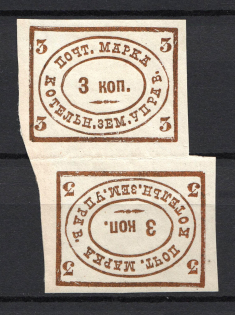 3 ПОЧТ. МАРКА 3
КОТЕЛЬН. ЗЕМ. УПРАВ.
3 КОП.
3 3
3 ПОЧТ. МАРКА 3
КОТЕЛЬН. ЗЕМ. УПРАВ.
3 КОП.
3 3